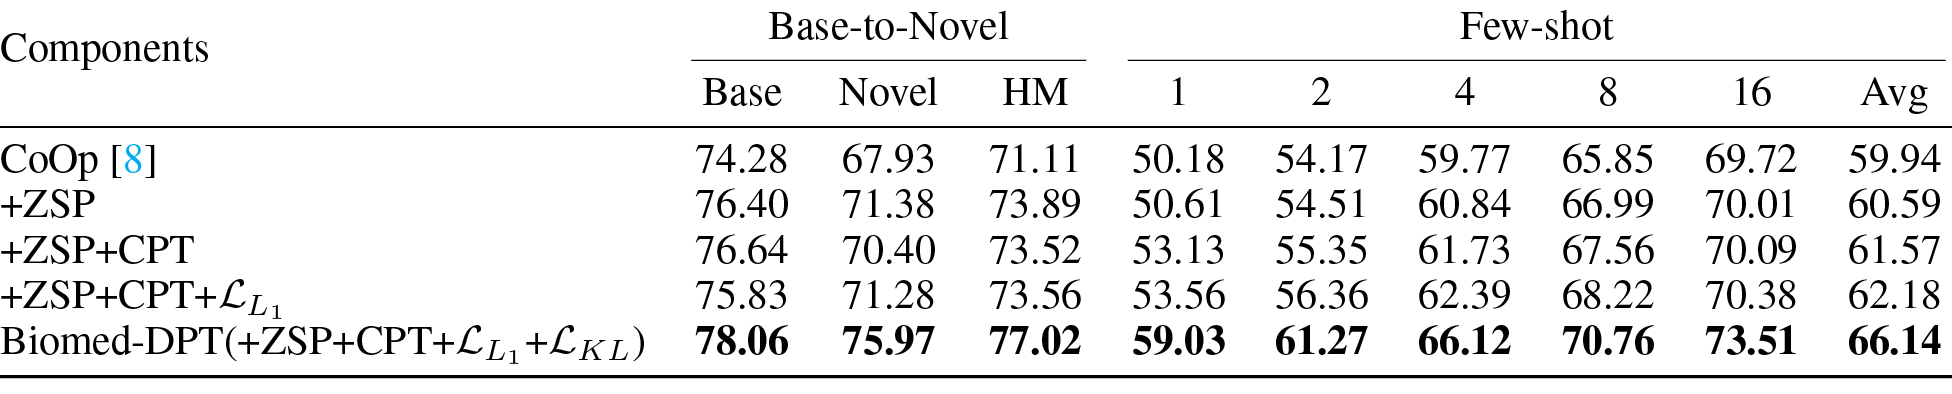 Components Base-to-Novel Few-shot
Base Novel HM 1 2 4 8 16 Avg
CoOp [8] 74.28 67.93 71.11 50.18 54.17 59.77 65.85 69.72 59.94
+ZSP 76.40 71.38 73.89 50.61 54.51 60.84 66.99 70.01 60.59
+ZSP+CPT 76.64 70.40 73.52 53.13 55.35 61.73 67.56 70.09 61.57
+ZSP+CPT+ℒ_{L_1} 75.83 71.28 73.56 53.56 56.36 62.39 68.22 70.38 62.18
Biomed-DPT(+ZSP+CPT+ℒ_{L_1}+ℒ_{KL}) 78.06 75.97 77.02 59.03 61.27 66.12 70.76 73.51 66.14